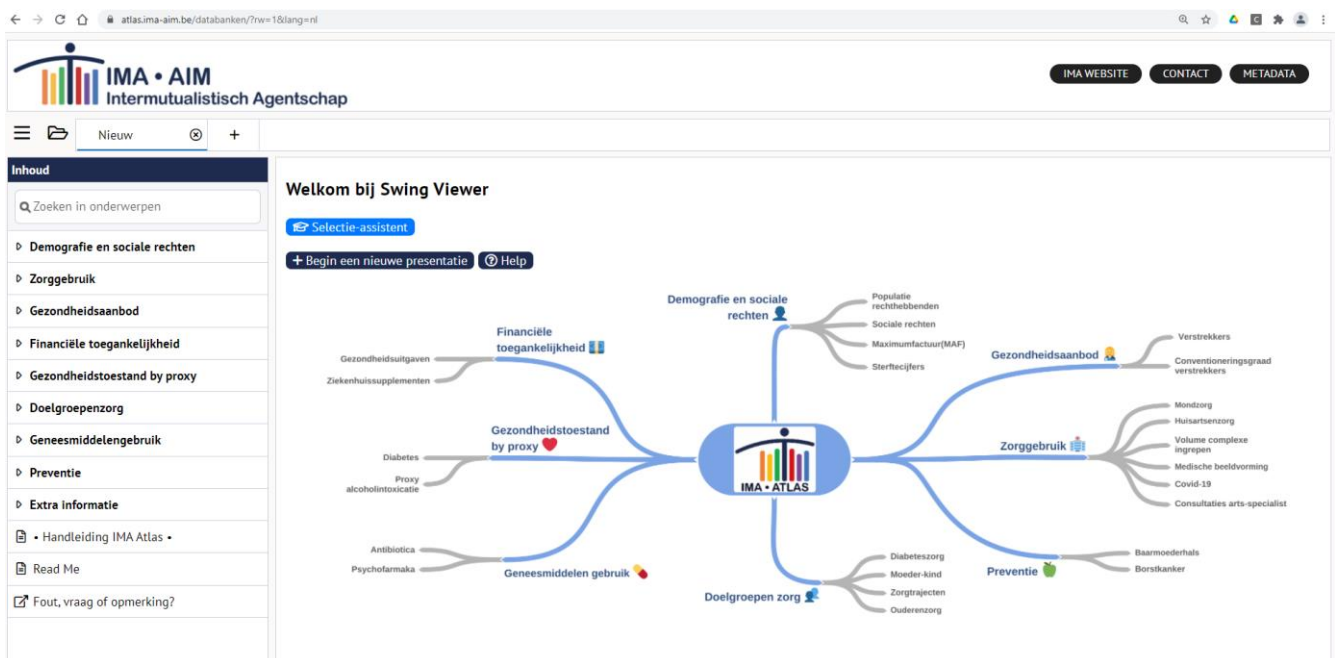 atlas.ima-aim.be/databanken/?rw=1&lang=nl
IMA • AIM
Intermutualistisch Agentschap
IMA WEBSITE
CONTACT
METADATA
Nieuw
+
Inhoud
Zoeken in onderwerpen
Demografie en sociale rechten
Zorggebruik
Gezondheidsaanbod
Financiële toegankelijkheid
Gezondheidstoestand by proxy
Doelgroepenzorg
Geneesmiddelengebruik
Preventie
Extra informatie
• Handleiding IMA Atlas •
Read Me
Fout, vraag of opmerking?
Welkom bij Swing Viewer
Selectie-assistent
+ Begin een nieuwe presentatie
Help
Financiële
toegankelijkheid
Gezondheidsuitgaven
Ziekenhuissupplementen
Gezondheidstoestand
by proxy
Diabetes
Proxy
alcoholintoxicatie
Antibiotica
Psychofarmaka
Geneesmiddelen gebruik
Demografie en sociale
rechten
Populatie
rechthebbenden
Sociale rechten
Maximumfactuur(MAF)
Sterftecijfers
IMA • ATLAS
Doelgroepen zorg
Diabeteszorg
Moeder-kind
Zorgtrajecten
Ouderenzorg
Gezondheidsaanbod
Verstrekkers
Conventioneringsgraad
verstrekkers
Zorggebruik
Mondzorg
Huisartsenzorg
Volume complexe
ingrepen
Medische beeldvorming
Covid-19
Consultaties arts-specialist
Preventie
Baarmoederhals
Borstkanker